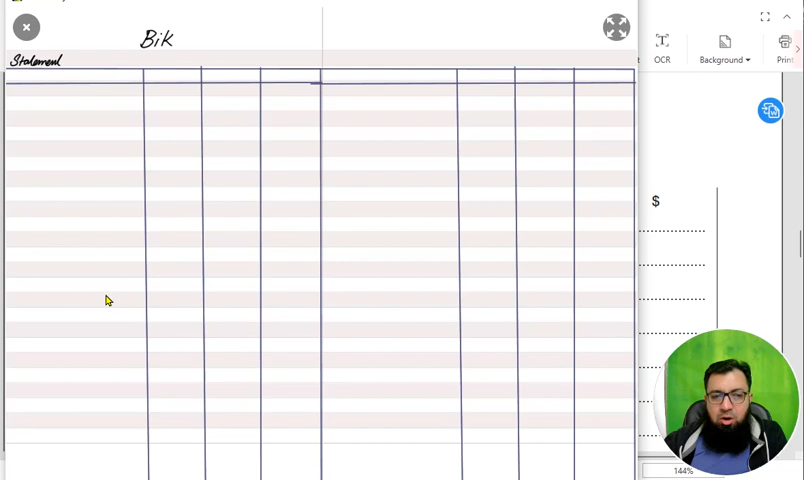 BiK
Statement
OCR
Background
Print
$
144%